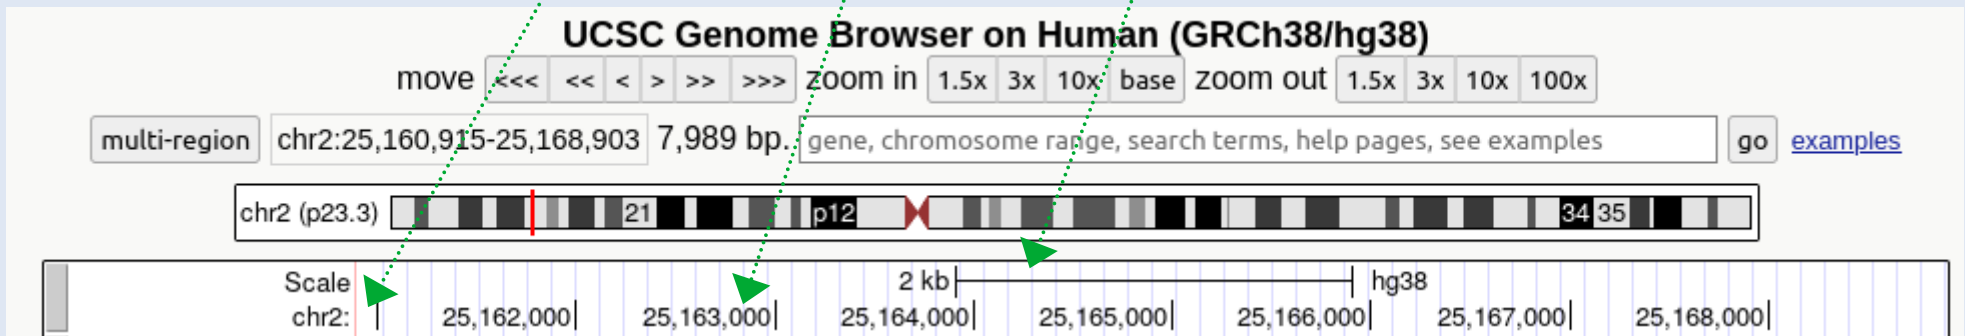 UCSC Genome Browser on Human (GRCh38/hg38)
move <<< << < > >> >>> zoom in 1.5x 3x 10x base zoom out 1.5x 3x 10x 100x
multi-region chr2:25,160,915-25,168,903 7,989 bp. gene, chromosome range, search terms, help pages, see examples go examples
chr2 (p23.3) 21 p12 34 35
Scale 2 kb hg38
chr2: 25,162,000 25,163,000 25,164,000 25,165,000 25,166,000 25,167,000 25,168,000